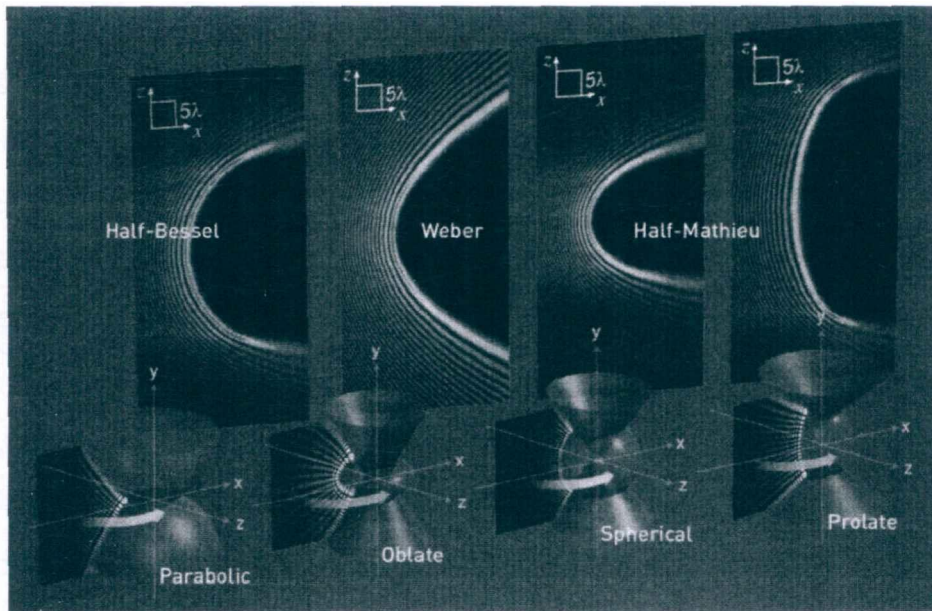 z
5λ
x
z
5λ
x
z
5λ
x
z
5λ
x
Half-Bessel
Weber
Half-Mathieu
y
x
z
Parabolic
y
x
z
Oblate
y
x
z
Spherical
y
x
z
Prolate